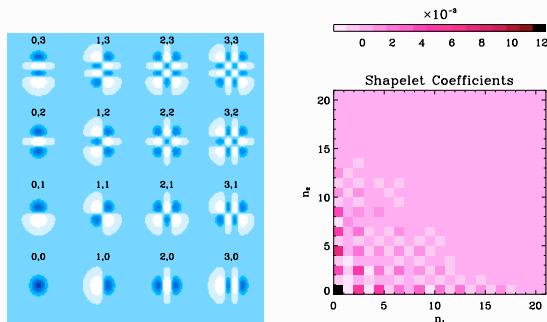 0,3 1,3 2,3 3,3
0,2 1,2 2,2 3,2
0,1 1,1 2,1 3,1
0,0 1,0 2,0 3,0
×10⁻³
0 2 4 6 8 10 12
Shapelet Coefficients
20
15
n₂
10
5
0
0 5 10 15 20
n₁